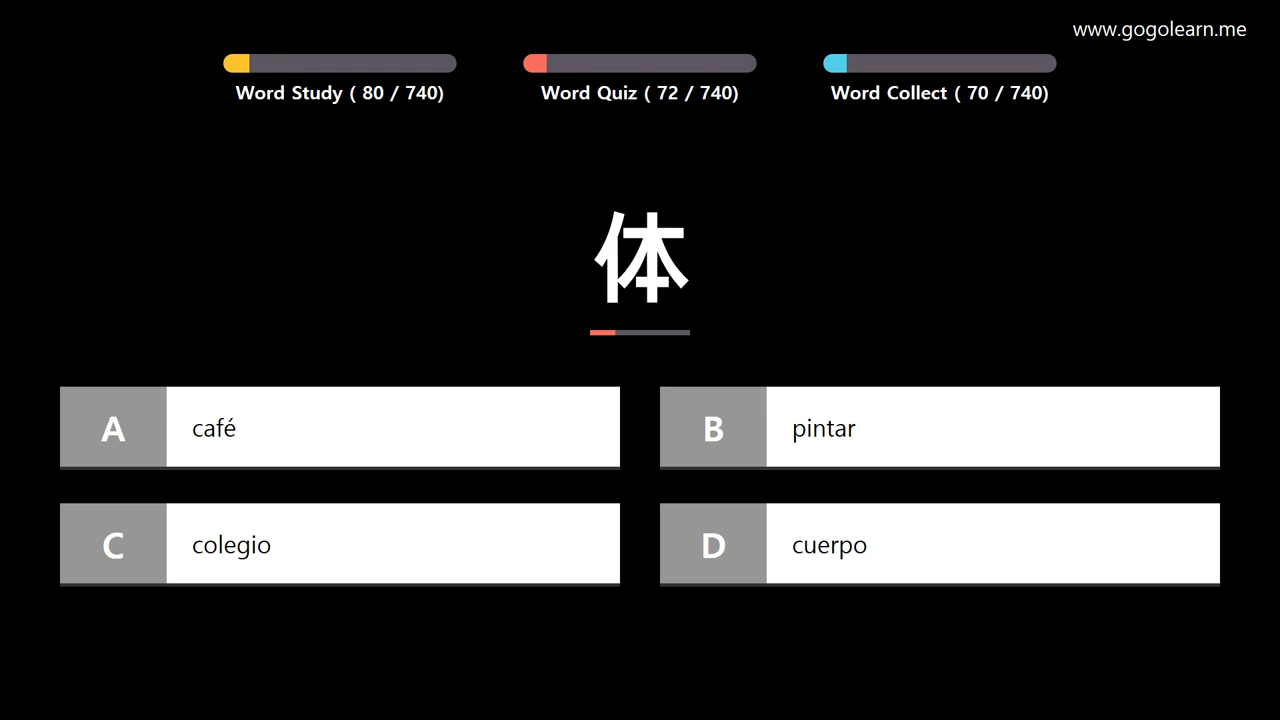 www.gogolearn.me
Word Study ( 80 / 740)
Word Quiz ( 72 / 740)
Word Collect ( 70 / 740)
体
A café
B pintar
C colegio
D cuerpo